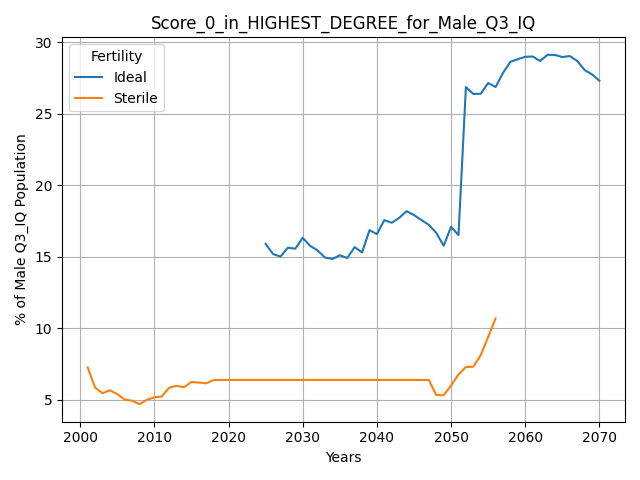 Score_0_in_HIGHEST_DEGREE_for_Male_Q3_IQ
Fertility
Ideal
Sterile
% of Male Q3_IQ Population
30
25
20
15
10
5
2000 2010 2020 2030 2040 2050 2060 2070
Years